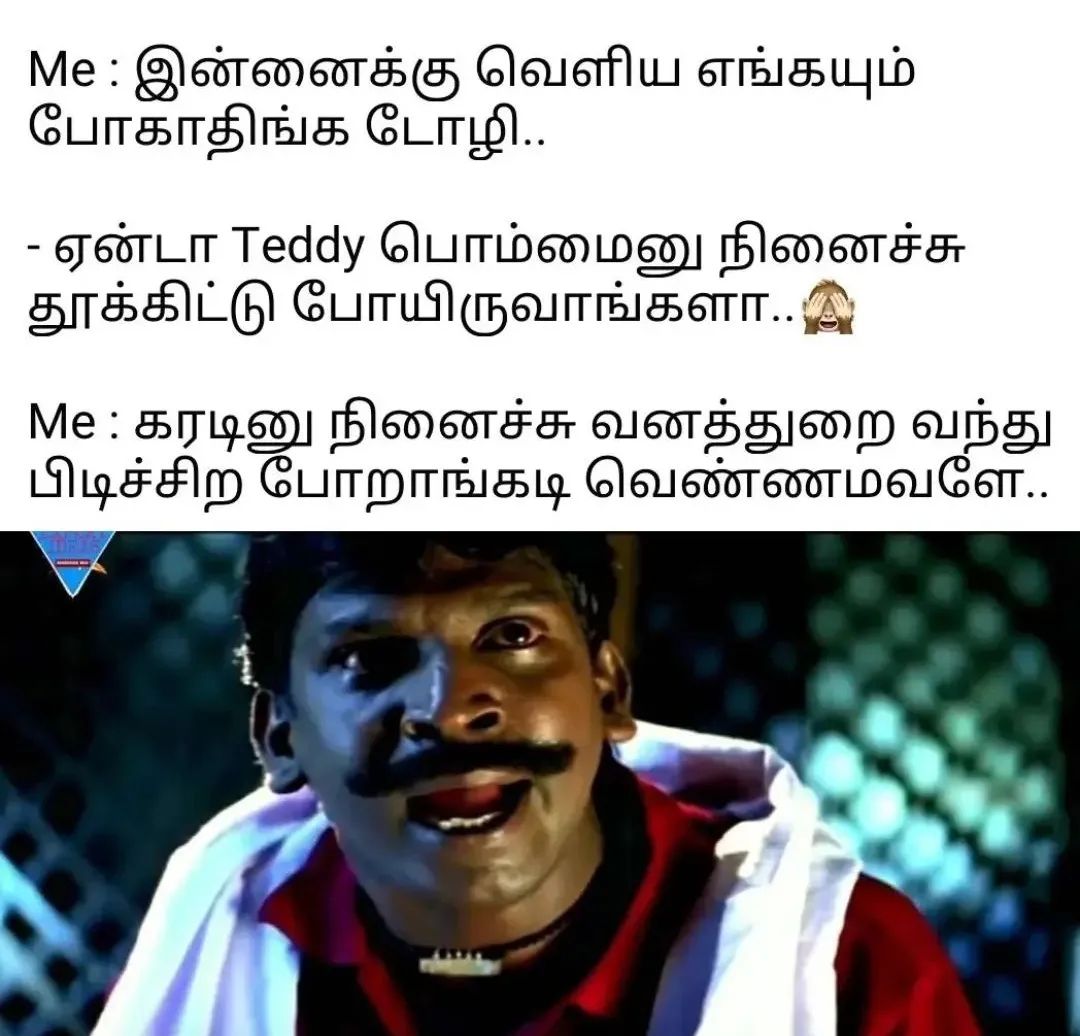 Me : இன்னைக்கு வெளிய எங்கயும்
போகாதிங்க டோழி..
- ஏன்டா Teddy பொம்மைனு நினைச்சு
தூக்கிட்டு போயிருவாங்களா..🙈
Me : கரடினு நினைச்சு வனத்துறை வந்து
பிடிச்சிற போறாங்கடி வெண்ணமவளே..